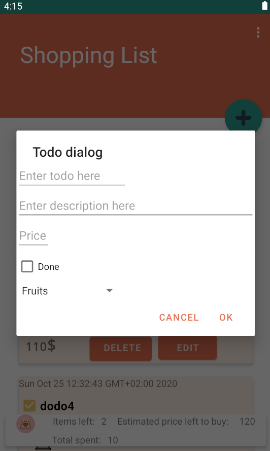 4:15
Shopping List
Todo dialog
Enter todo here
Enter description here
Price
Done
Fruits
CANCEL OK
110$ DELETE EDIT
Sun Oct 25 12:32:43 GMT+02:00 2020
dodo4
Items left: 2 Estimated price left to buy: 120
Total spent: 10